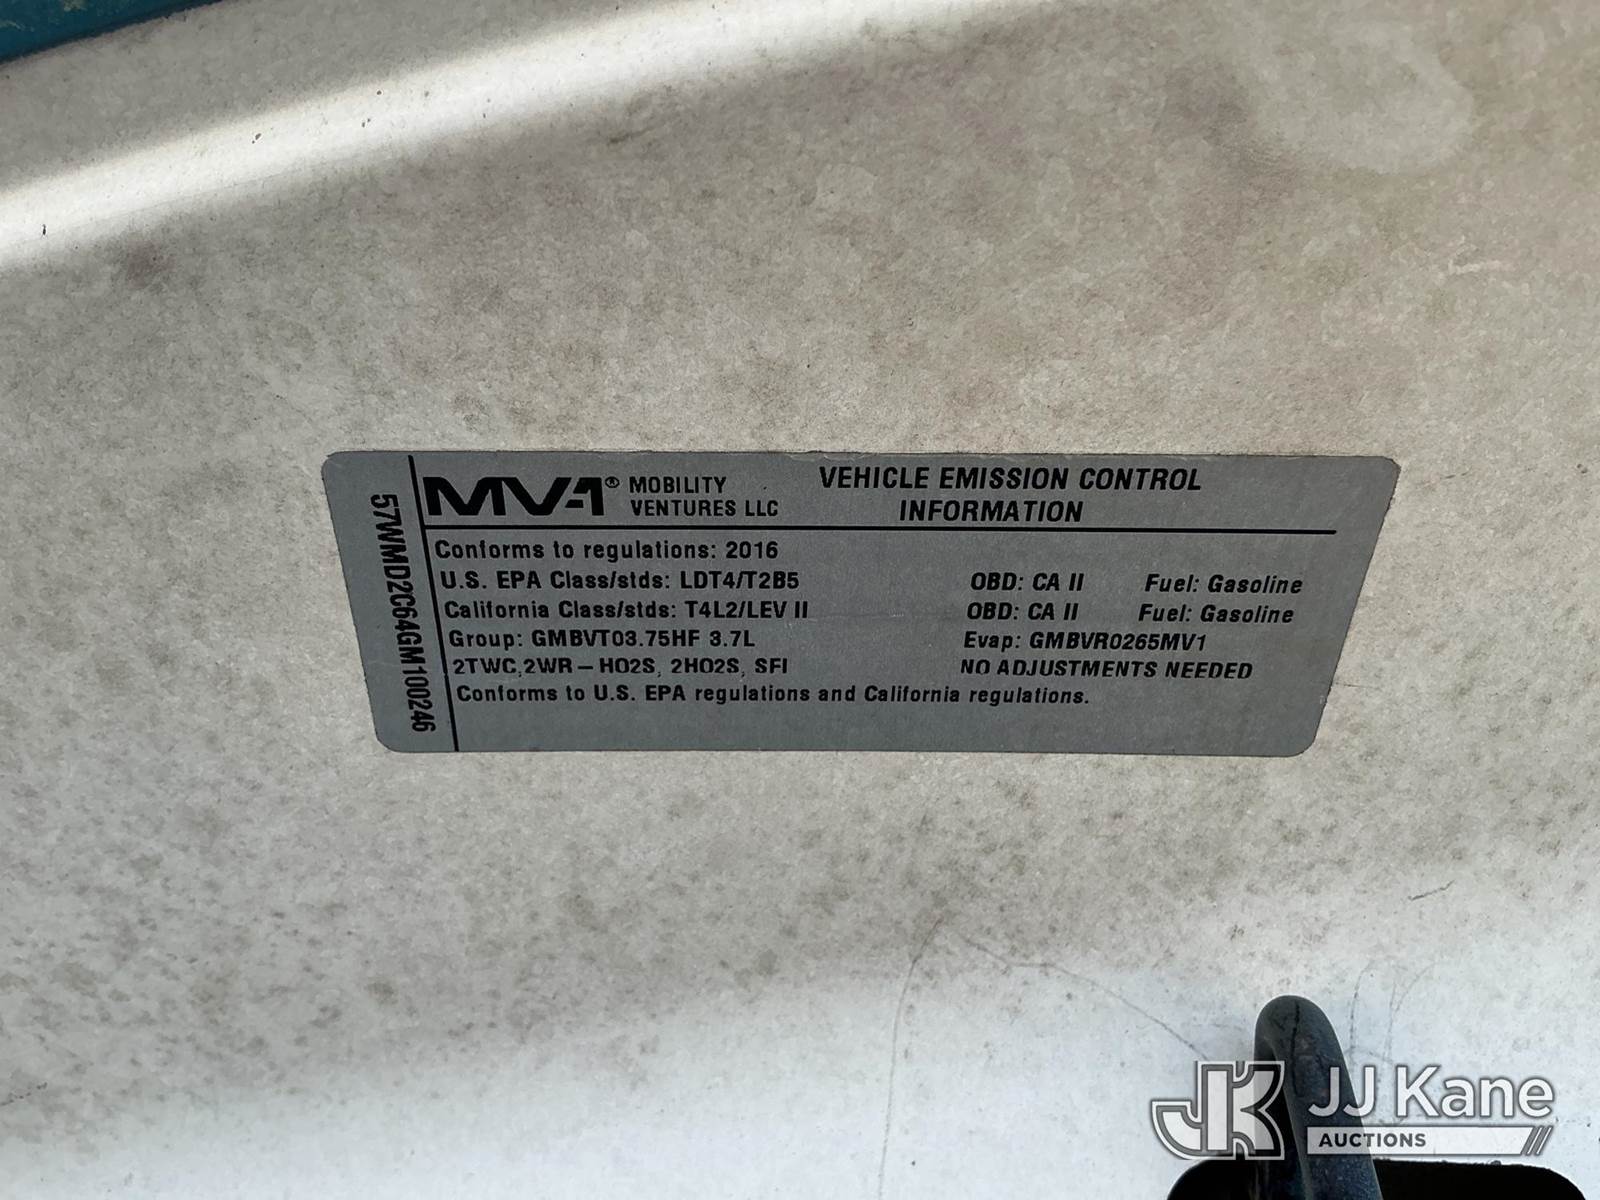 57WMD2C64GM100246
MV-1® MOBILITY VENTURES LLC
VEHICLE EMISSION CONTROL
INFORMATION
Conforms to regulations: 2016
U.S. EPA Class/stds: LDT4/T2B5 OBD: CA II Fuel: Gasoline
California Class/stds: T4L2/LEV II OBD: CA II Fuel: Gasoline
Group: GMBVT03.75HF 3.7L Evap: GMBVR0265MV1
2TWC,2WR–HO2S, 2HO2S, SFI NO ADJUSTMENTS NEEDED
Conforms to U.S. EPA regulations and California regulations.
JK JJ Kane
AUCTIONS